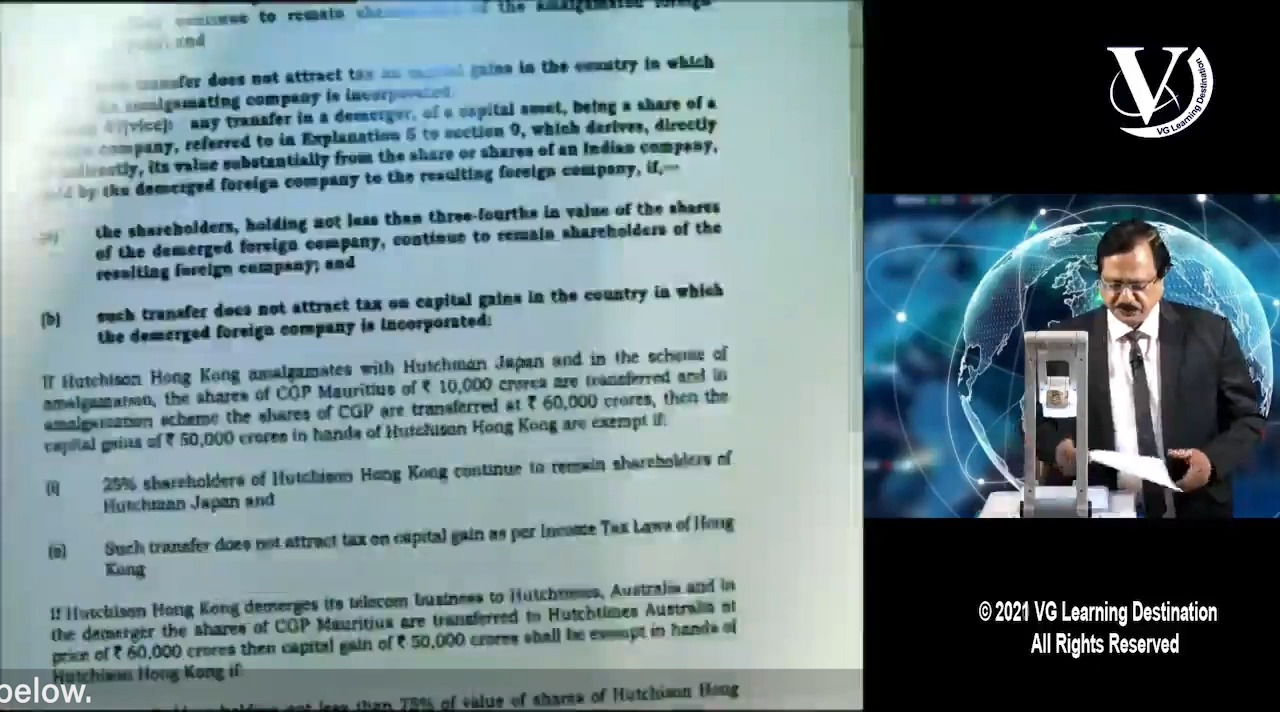 continue to remain of the amalgamated foreign
and
transfer does not attract tax on capital gains in the country in which
amalgamating company is incorporated.
any transfer in a demerger, of a capital asset, being a share of a
company, referred to in Explanation 5 to section 9, which derives, directly
its value substantially from the share or shares of an Indian company,
by the demerged foreign company to the resulting foreign company, if,—
the shareholders, holding not less than three-fourths in value of the shares
of the demerged foreign company, continue to remain shareholders of the
resulting foreign company; and
(b) such transfer does not attract tax on capital gains in the country in which
the demerged foreign company is incorporated:
If Hutchison Hong Kong amalgamates with Hutchman Japan and in the scheme of
amalgamation, the shares of CGP Mauritius of ₹ 10,000 crores are transferred and in
amalgamation scheme the shares of CGP are transferred at ₹ 60,000 crores, then the
capital gains of ₹ 50,000 crores in hands of Hutchison Hong Kong are exempt if:
(i) 25% shareholders of Hutchison Hong Kong continue to remain shareholders of
Hutchman Japan and
Such transfer does not attract tax on capital gain as per Income Tax Laws of Hong
Kong
If Hutchison Hong Kong demerges its telecom business to Hutchtimes, Australia and in
the demerger the shares of CGP Mauritius are transferred to Hutchtimes Australia at
price of ₹ 60,000 crores then capital gain of ₹ 50,000 crores shall be exempt in hands of
Hutchison Hong Kong if:
not less than 75% of value of shares of Hutchison Hong
below.
V
VG Learning Destination
© 2021 VG Learning Destination
All Rights Reserved